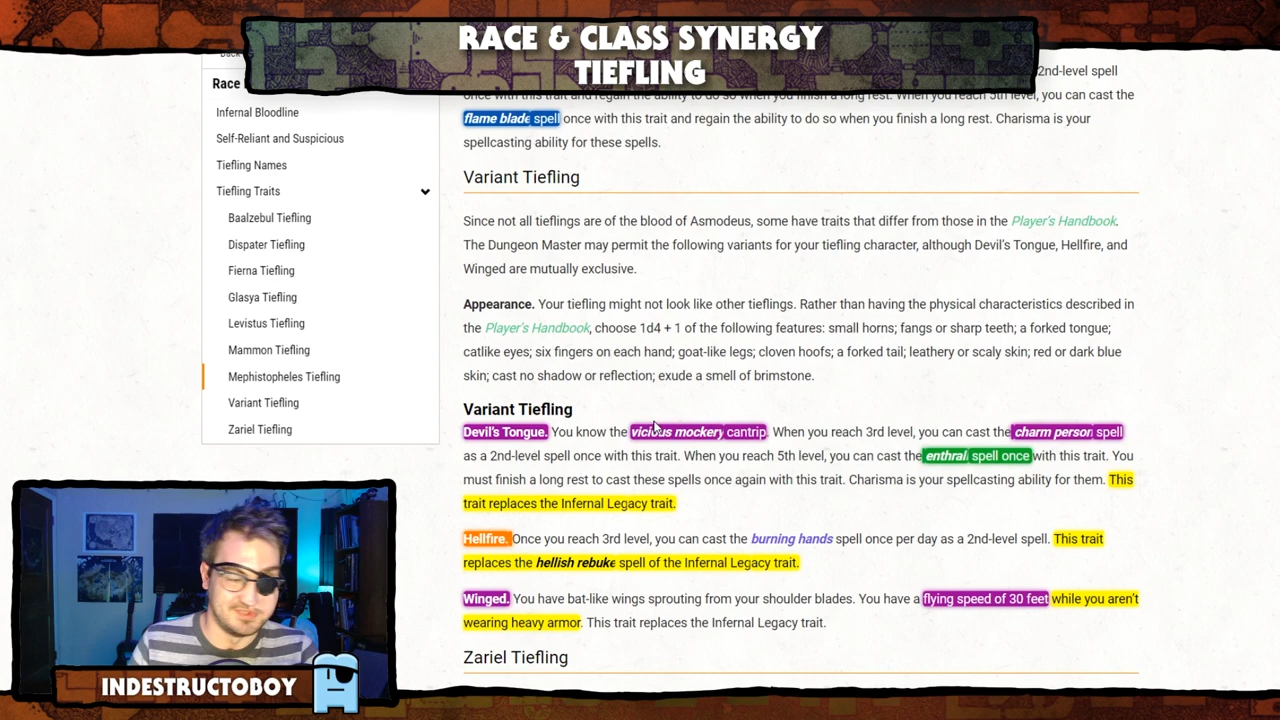 RACE & CLASS SYNERGY
TIEFLING
Race
Infernal Bloodline
Self-Reliant and Suspicious
Tiefling Names
Tiefling Traits
Baalzebul Tiefling
Dispater Tiefling
Fierna Tiefling
Glasya Tiefling
Levistus Tiefling
Mammon Tiefling
Mephistopheles Tiefling
Variant Tiefling
Zariel Tiefling
2nd-level spell
once with this trait and regain the ability to do so when you finish a long rest. When you reach 5th level, you can cast the
flame blade spell once with this trait and regain the ability to do so when you finish a long rest. Charisma is your
spellcasting ability for these spells.
Variant Tiefling
Since not all tieflings are of the blood of Asmodeus, some have traits that differ from those in the Player's Handbook.
The Dungeon Master may permit the following variants for your tiefling character, although Devil's Tongue, Hellfire, and
Winged are mutually exclusive.
Appearance. Your tiefling might not look like other tieflings. Rather than having the physical characteristics described in
the Player's Handbook, choose 1d4 + 1 of the following features: small horns; fangs or sharp teeth; a forked tongue;
catlike eyes; six fingers on each hand; goat-like legs; cloven hoofs; a forked tail; leathery or scaly skin; red or dark blue
skin; cast no shadow or reflection; exude a smell of brimstone.
Variant Tiefling
Devil's Tongue. You know the vicious mockery cantrip. When you reach 3rd level, you can cast the charm person spell
as a 2nd-level spell once with this trait. When you reach 5th level, you can cast the enthrall spell once with this trait. You
must finish a long rest to cast these spells once again with this trait. Charisma is your spellcasting ability for them. This
trait replaces the Infernal Legacy trait.
Hellfire. Once you reach 3rd level, you can cast the burning hands spell once per day as a 2nd-level spell. This trait
replaces the hellish rebuke spell of the Infernal Legacy trait.
Winged. You have bat-like wings sprouting from your shoulder blades. You have a flying speed of 30 feet while you aren't
wearing heavy armor. This trait replaces the Infernal Legacy trait.
Zariel Tiefling
INDESTRUCTOBOY